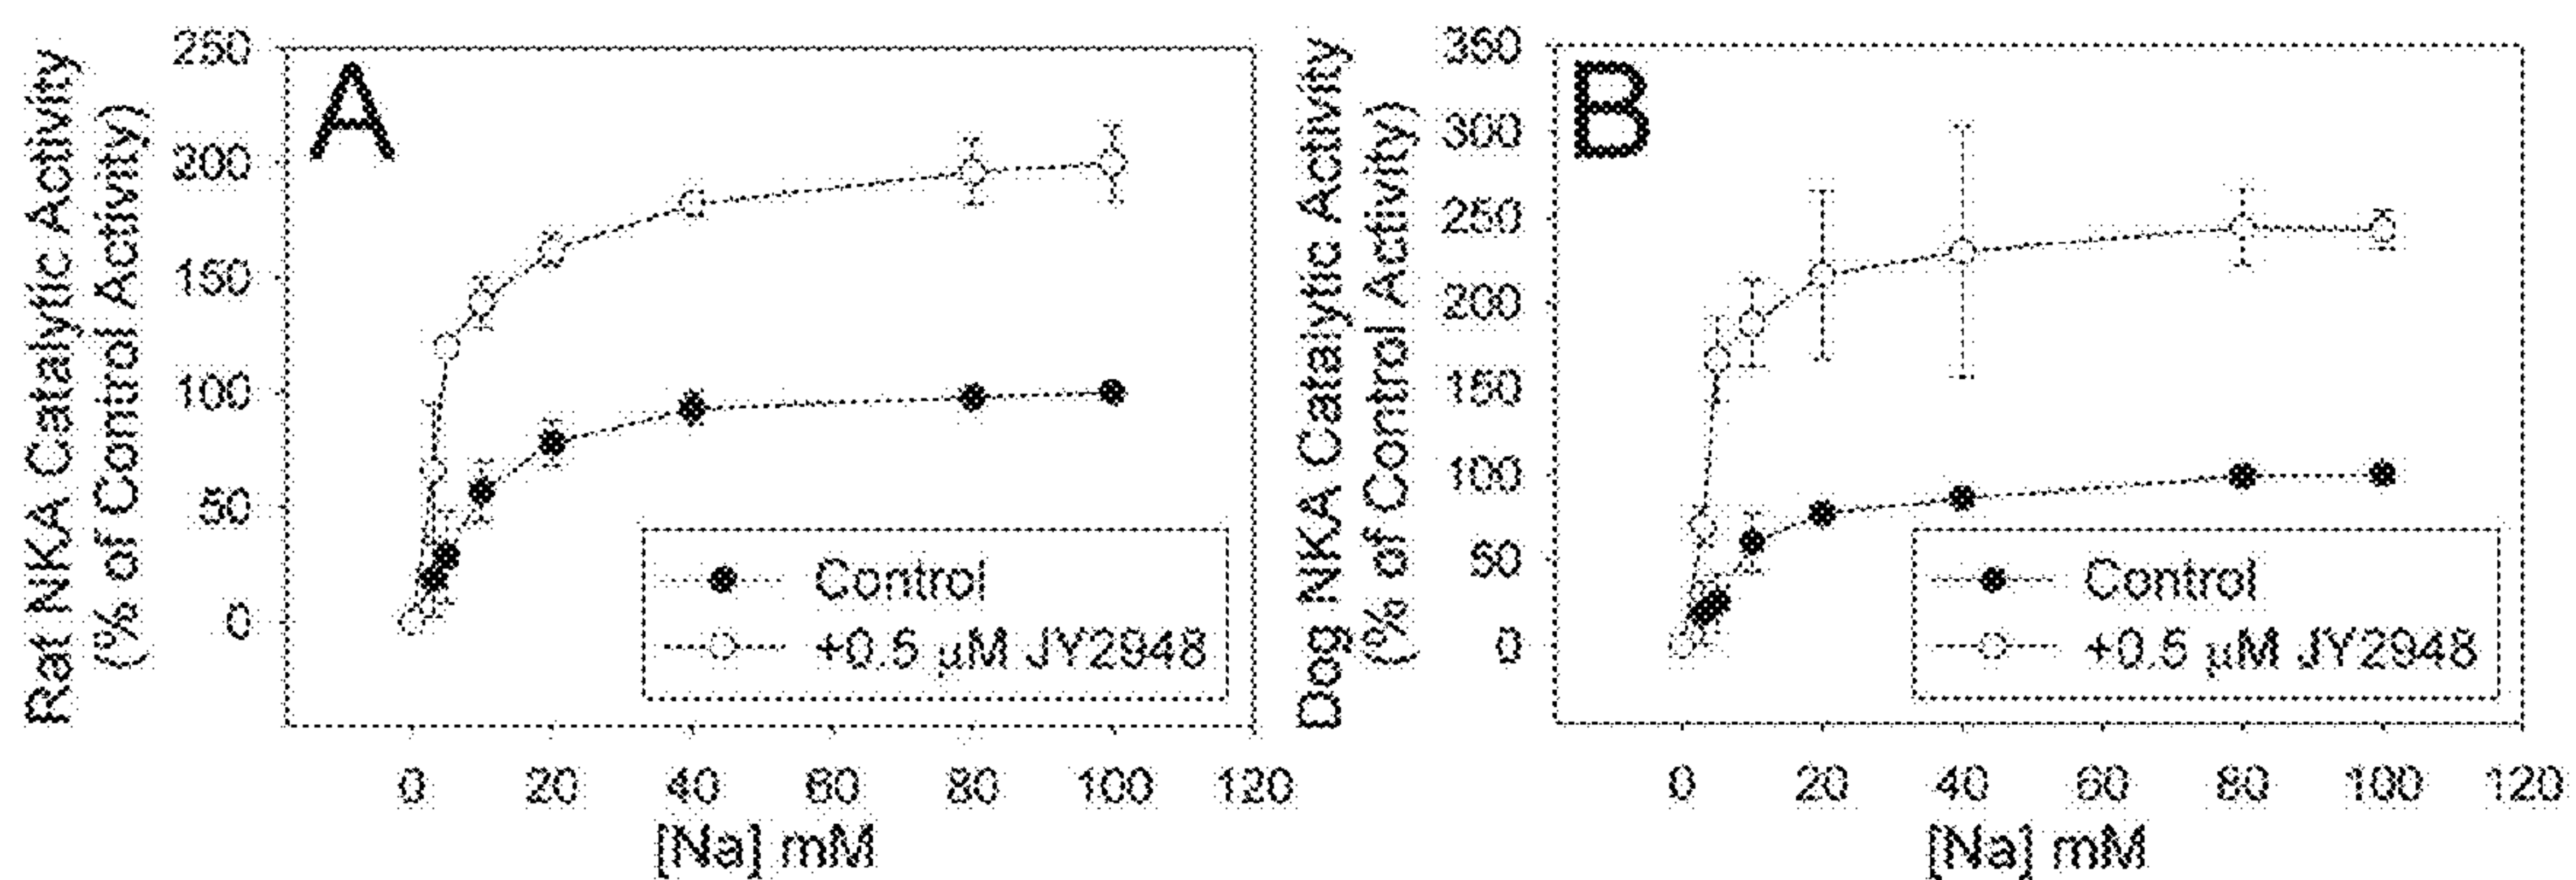 A
Rat NKA Catalytic Activity
(% of Control Activity)
250
200
150
100
50
0
Control
+0.5 µM JY2948
0 20 40 60 80 100 120
[Na] mM
B
Dog NKA Catalytic Activity
(% of Control Activity)
350
300
250
200
150
100
50
0
Control
+0.5 µM JY2948
0 20 40 60 80 100 120
[Na] mM